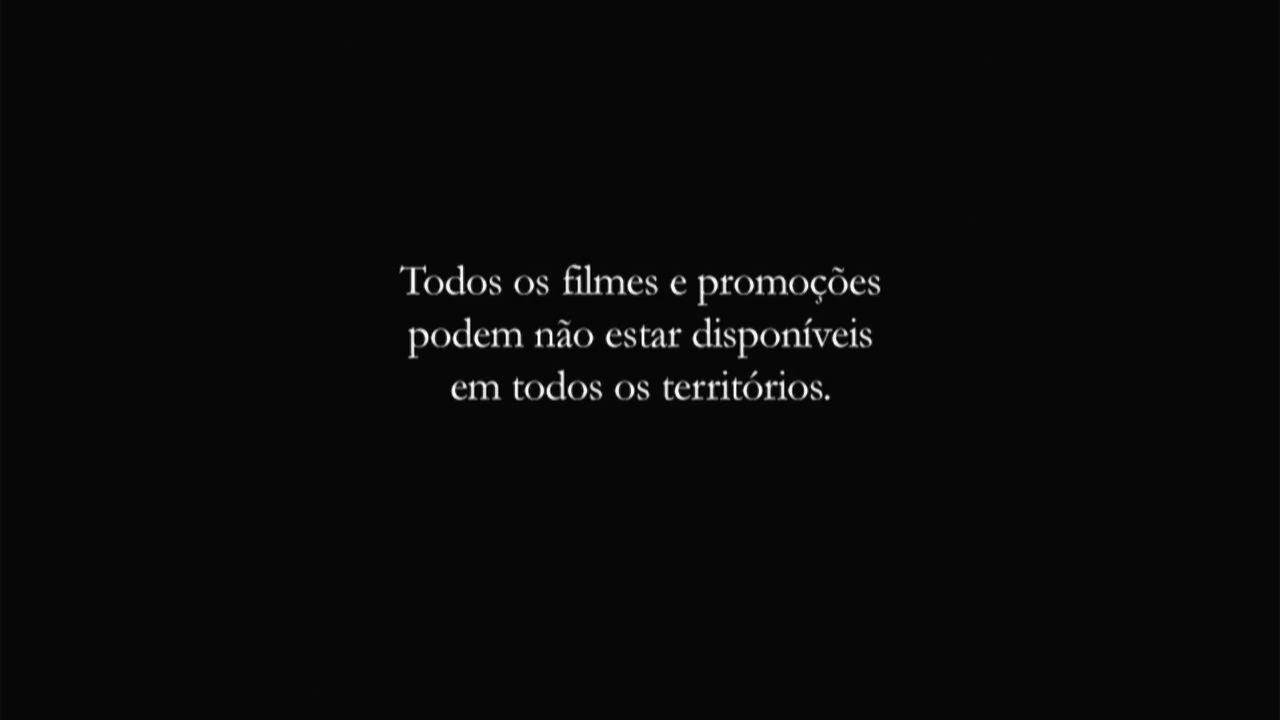 Todos os filmes e promoções
podem não estar disponíveis
em todos os territórios.